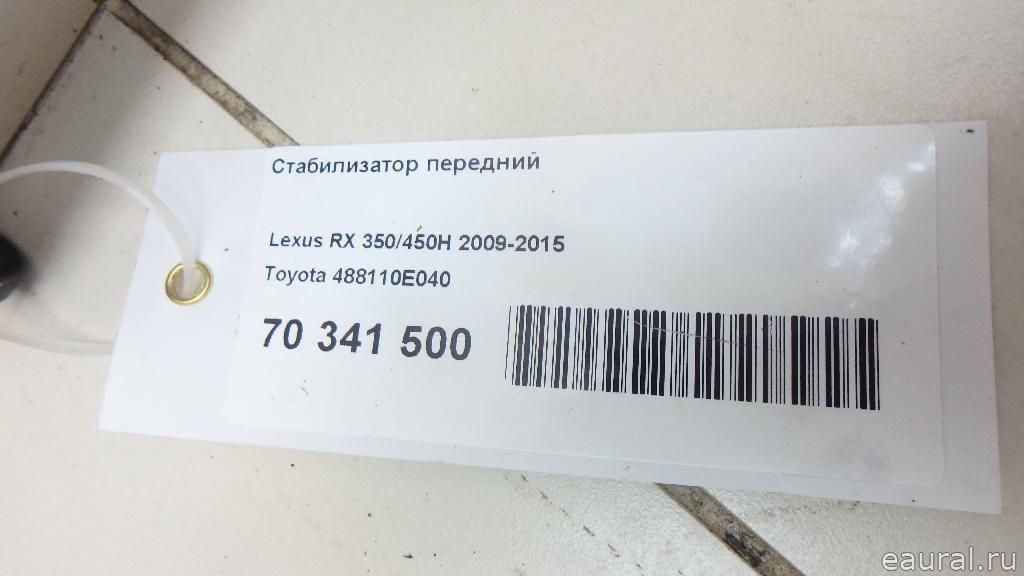 Стабилизатор передний
Lexus RX 350/450H 2009-2015
Toyota 488110E040
70 341 500
eaural.ru